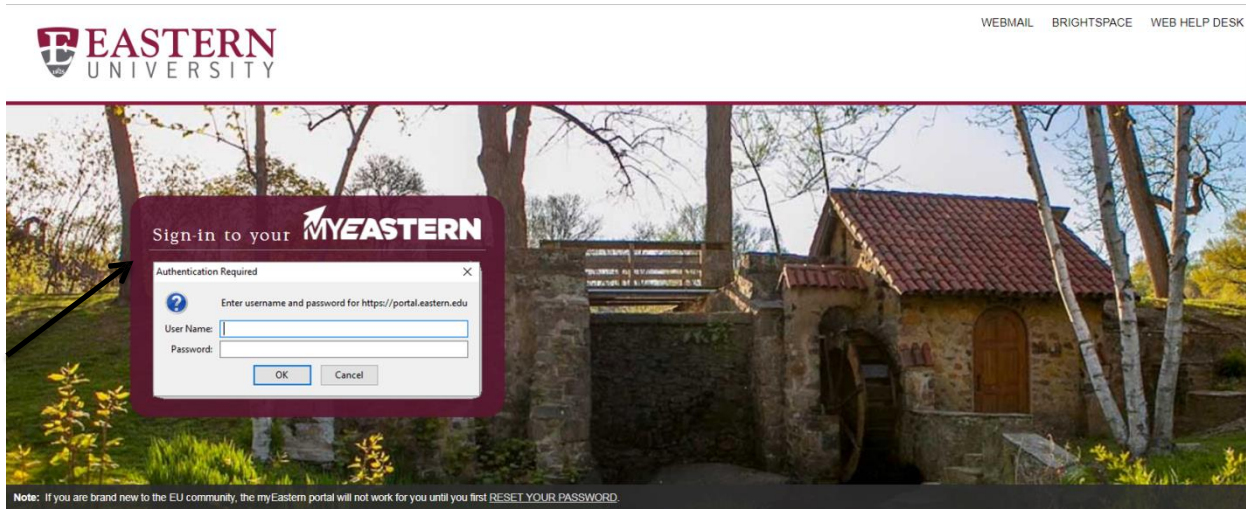 WEBMAIL BRIGHTSPACE WEB HELP DESK
EASTERN
UNIVERSITY
Sign-in to your MYEASTERN
Authentication Required
Enter username and password for https://portal.eastern.edu
User Name:
Password:
OK Cancel
Note: If you are brand new to the EU community, the myEastern portal will not work for you until you first RESET YOUR PASSWORD.